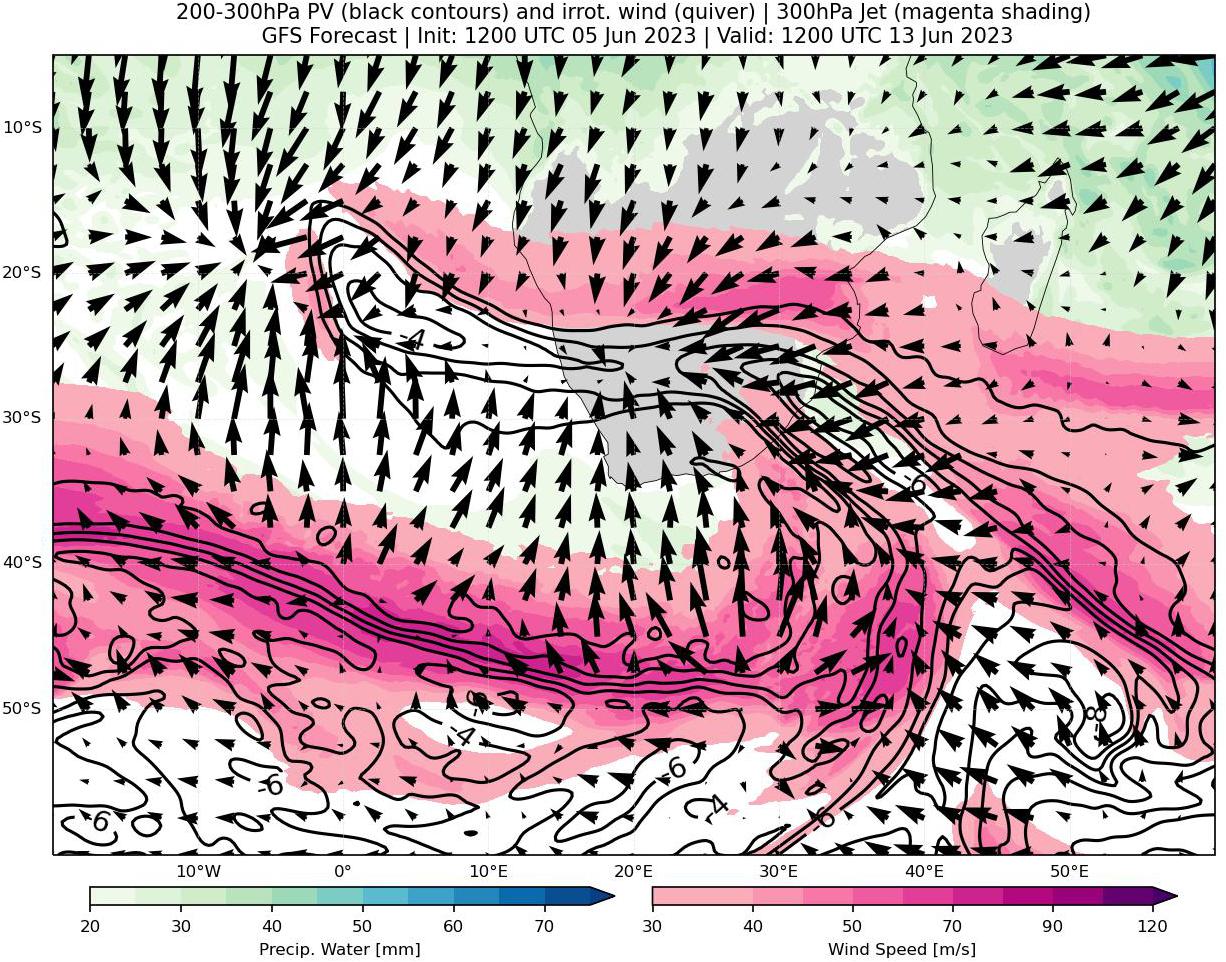 200-300hPa PV (black contours) and irrot. wind (quiver) | 300hPa Jet (magenta shading)
GFS Forecast | Init: 1200 UTC 05 Jun 2023 | Valid: 1200 UTC 13 Jun 2023
10°S
20°S
-4
30°S
-6
0
0
40°S
50°S
-8
-4
-6
-6
-4
-6
-6
10°W 0° 10°E 20°E 30°E 40°E 50°E
20 30 40 50 60 70
30 40 50 70 90 120
Precip. Water [mm]
Wind Speed [m/s]